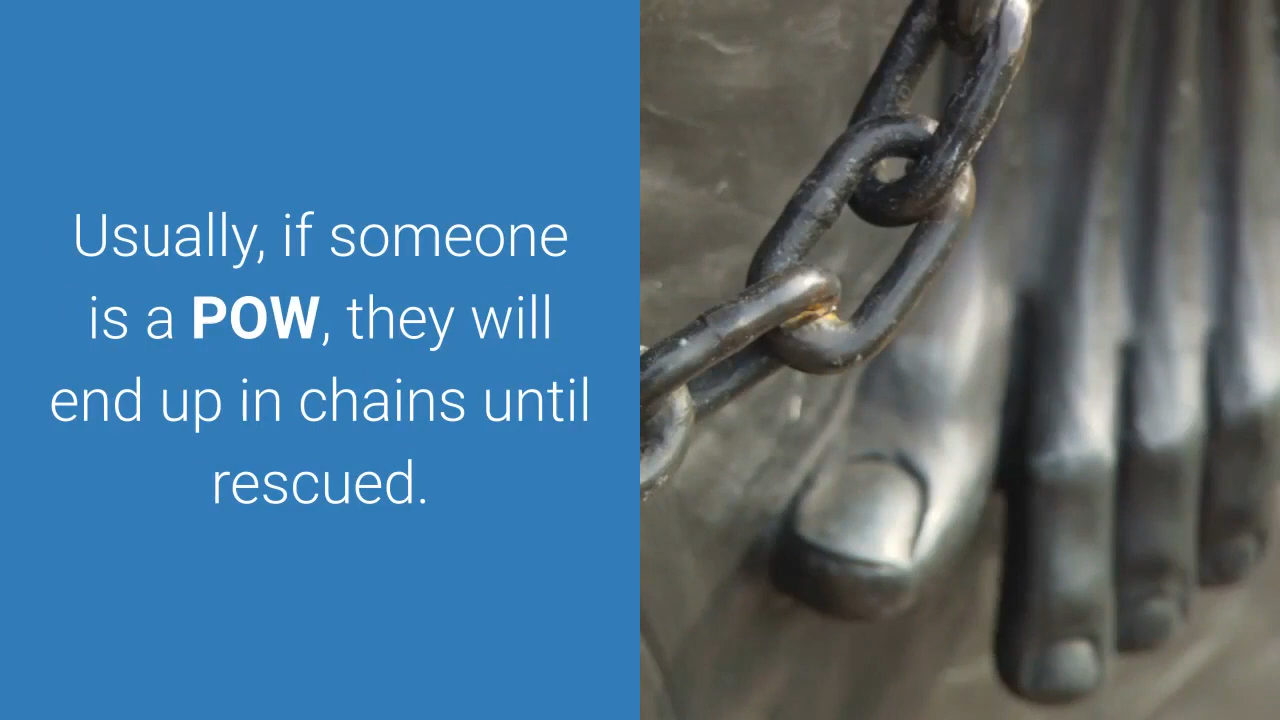 Usually, if someone
is a POW, they will
end up in chains until
rescued.